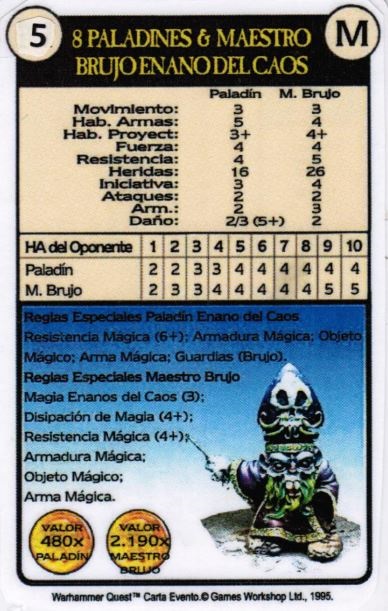 5
8 PALADINES & MAESTRO
BRUJO ENANO DEL CAOS
M
Paladín M. Brujo
Movimiento: 3 3
Hab. Armas: 5 4
Hab. Proyect: 3+ 4+
Fuerza: 4 4
Resistencia: 4 5
Heridas: 16 26
Iniciativa: 3 4
Ataques: 2 2
Arm.: 2 3
Daño: 2/3 (5+) 2
HA del Oponente 1 2 3 4 5 6 7 8 9 10
Paladín 2 2 3 3 4 4 4 4 4 4
M. Brujo 2 3 3 4 4 4 4 4 5 5
Reglas Especiales Paladín Enano del Caos
Resistencia Mágica (6+); Armadura Mágica; Objeto
Mágico; Arma Mágica; Guardias (Brujo).
Reglas Especiales Maestro Brujo
Magia Enanos del Caos (3);
Disipación de Magia (4+);
Resistencia Mágica (4+);
Armadura Mágica;
Objeto Mágico;
Arma Mágica.
VALOR
480x
PALADÍN
VALOR
2.190x
MAESTRO
BRUJO
Warhammer Quest™ Carta Evento.© Games Workshop Ltd., 1995.